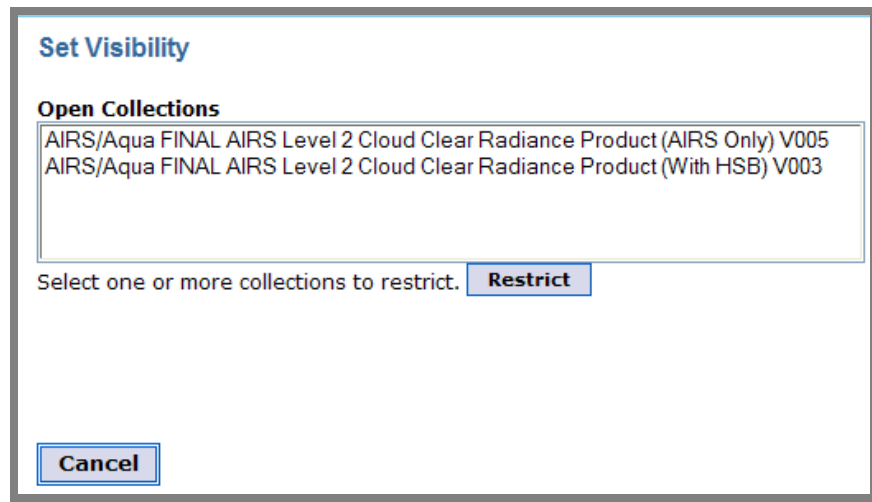 Set Visibility
Open Collections
AIRS/Aqua FINAL AIRS Level 2 Cloud Clear Radiance Product (AIRS Only) V005
AIRS/Aqua FINAL AIRS Level 2 Cloud Clear Radiance Product (With HSB) V003
Select one or more collections to restrict. Restrict
Cancel